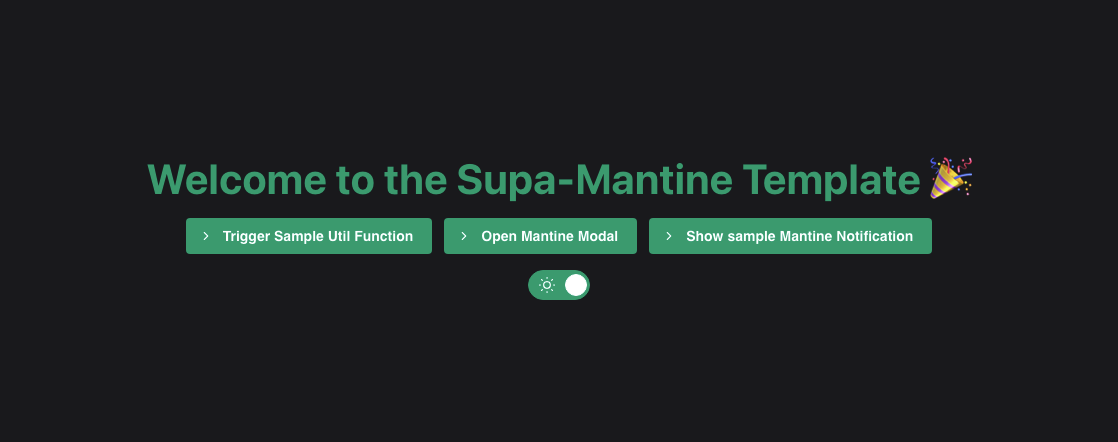 Welcome to the Supa-Mantine Template 🎉
Trigger Sample Util Function
Open Mantine Modal
Show sample Mantine Notification